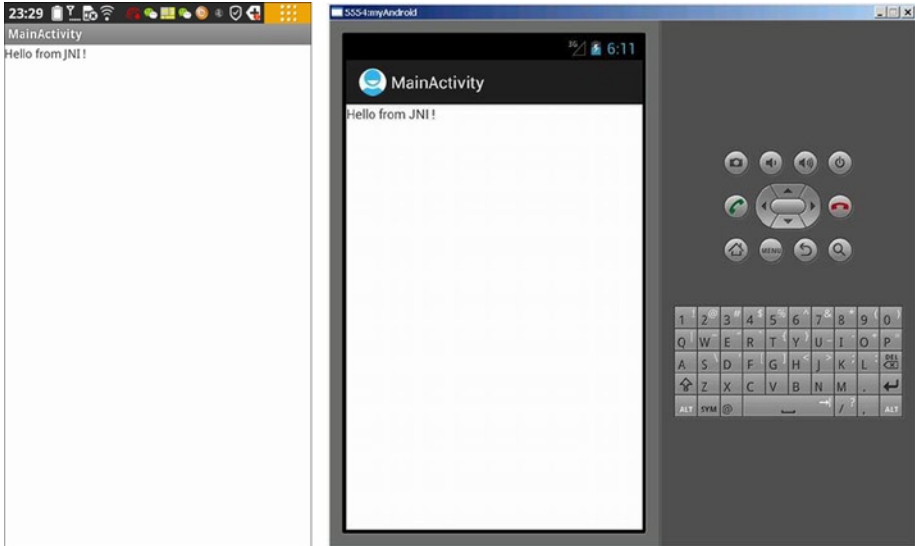 23:29
MainActivity
Hello from JNI !
5554:myAndroid
3G 6:11
MainActivity
Hello from JNI !
MENU
1 ! 2 @ 3 # 4 $ 5 % 6 ^ 7 & 8 * 9 ( 0 )
Q W E R T Y U I O P
A S D F G H J K L DEL
Z X C V B N M .
ALT SYM @ / ? , ALT